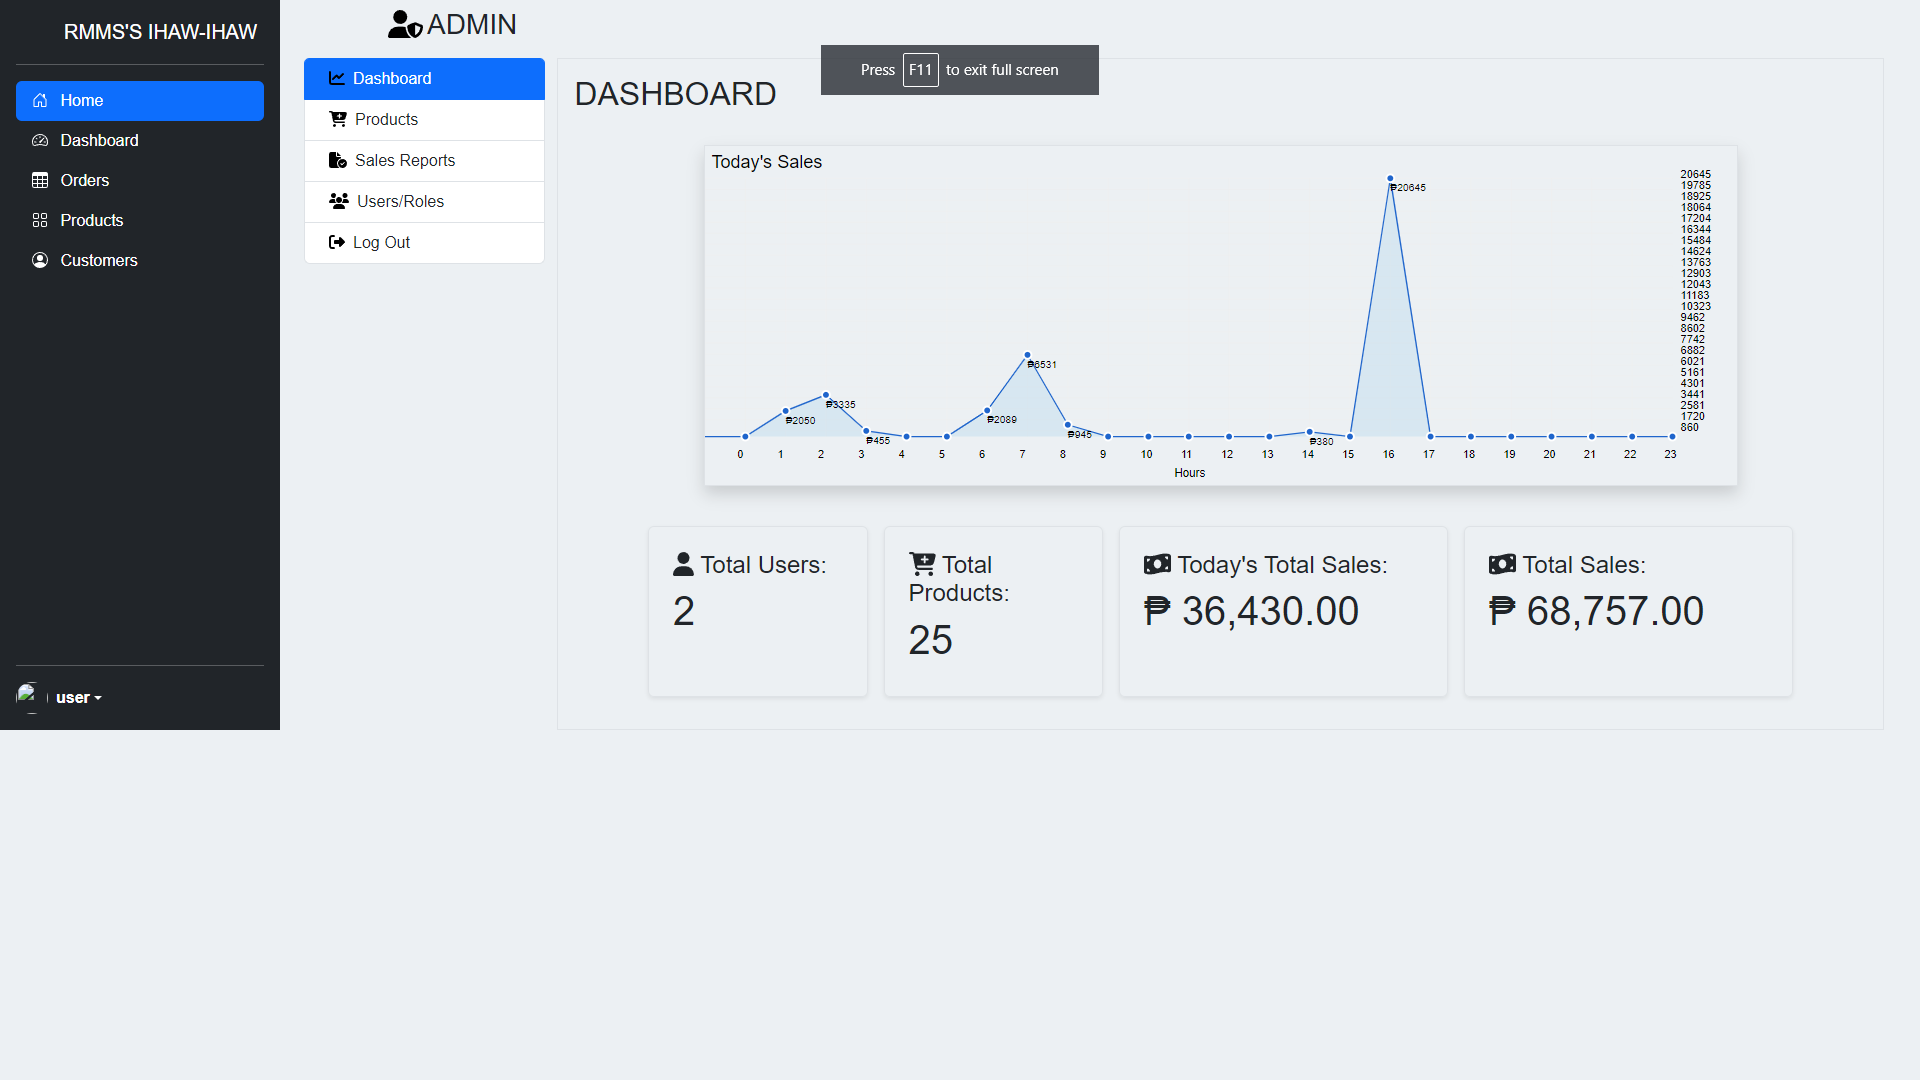 RMMS'S IHAW-IHAW
Home
Dashboard
Orders
Products
Customers
user
ADMIN
Dashboard
Products
Sales Reports
Users/Roles
Log Out
Press F11 to exit full screen
DASHBOARD
Today's Sales
₱20645
₱6531
₱3335
₱2050
₱2089
₱455
₱945
₱380
20645
19785
18925
18064
17204
16344
15484
14624
13763
12903
12043
11183
10323
9462
8602
7742
6882
6021
5161
4301
3441
2581
1720
860
0 1 2 3 4 5 6 7 8 9 10 11 12 13 14 15 16 17 18 19 20 21 22 23
Hours
Total Users:
2
Total
Products:
25
Today's Total Sales:
₱ 36,430.00
Total Sales:
₱ 68,757.00